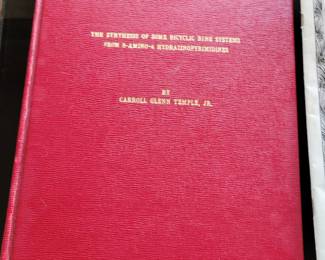 THE SYNTHESIS OF SOME BICYCLIC RING SYSTEMS
FROM 5-AMINO-4 HYDRAZINOPYRIMIDINES
BY
CARROLL GLENN TEMPLE, JR.